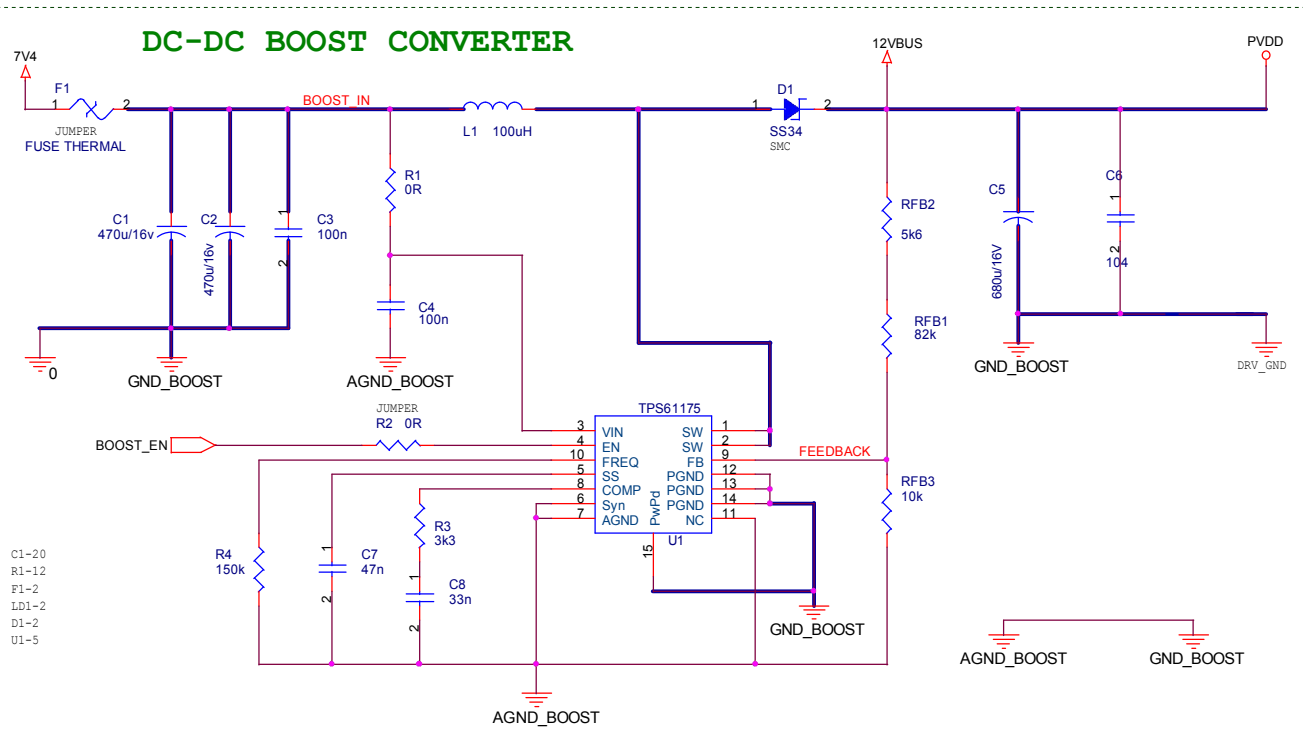 DC-DC BOOST CONVERTER
7V4
12VBUS
PVDD
F1
1
2
JUMPER
FUSE THERMAL
BOOST_IN
L1 100uH
D1
1
2
SS34
SMC
R1
0R
RFB2
5k6
C1
470u/16v
C2
470u/16v
1
C3
100n
2
C5
680u/16V
C6
1
2
104
C4
100n
RFB1
82k
0
GND_BOOST
AGND_BOOST
GND_BOOST
DRV_GND
JUMPER
R2 0R
BOOST_EN
TPS61175
3 VIN
4 EN
10 FREQ
5 SS
8 COMP
6 Syn
7 AGND
SW 1
SW 2
FB 9
PGND 12
PGND 13
PGND 14
NC 11
PwPd
15
U1
FEEDBACK
RFB3
10k
R4
150k
1
C7
47n
2
R3
3k3
1
C8
33n
2
C1-20
R1-12
F1-2
LD1-2
D1-2
U1-5
GND_BOOST
AGND_BOOST
GND_BOOST
AGND_BOOST